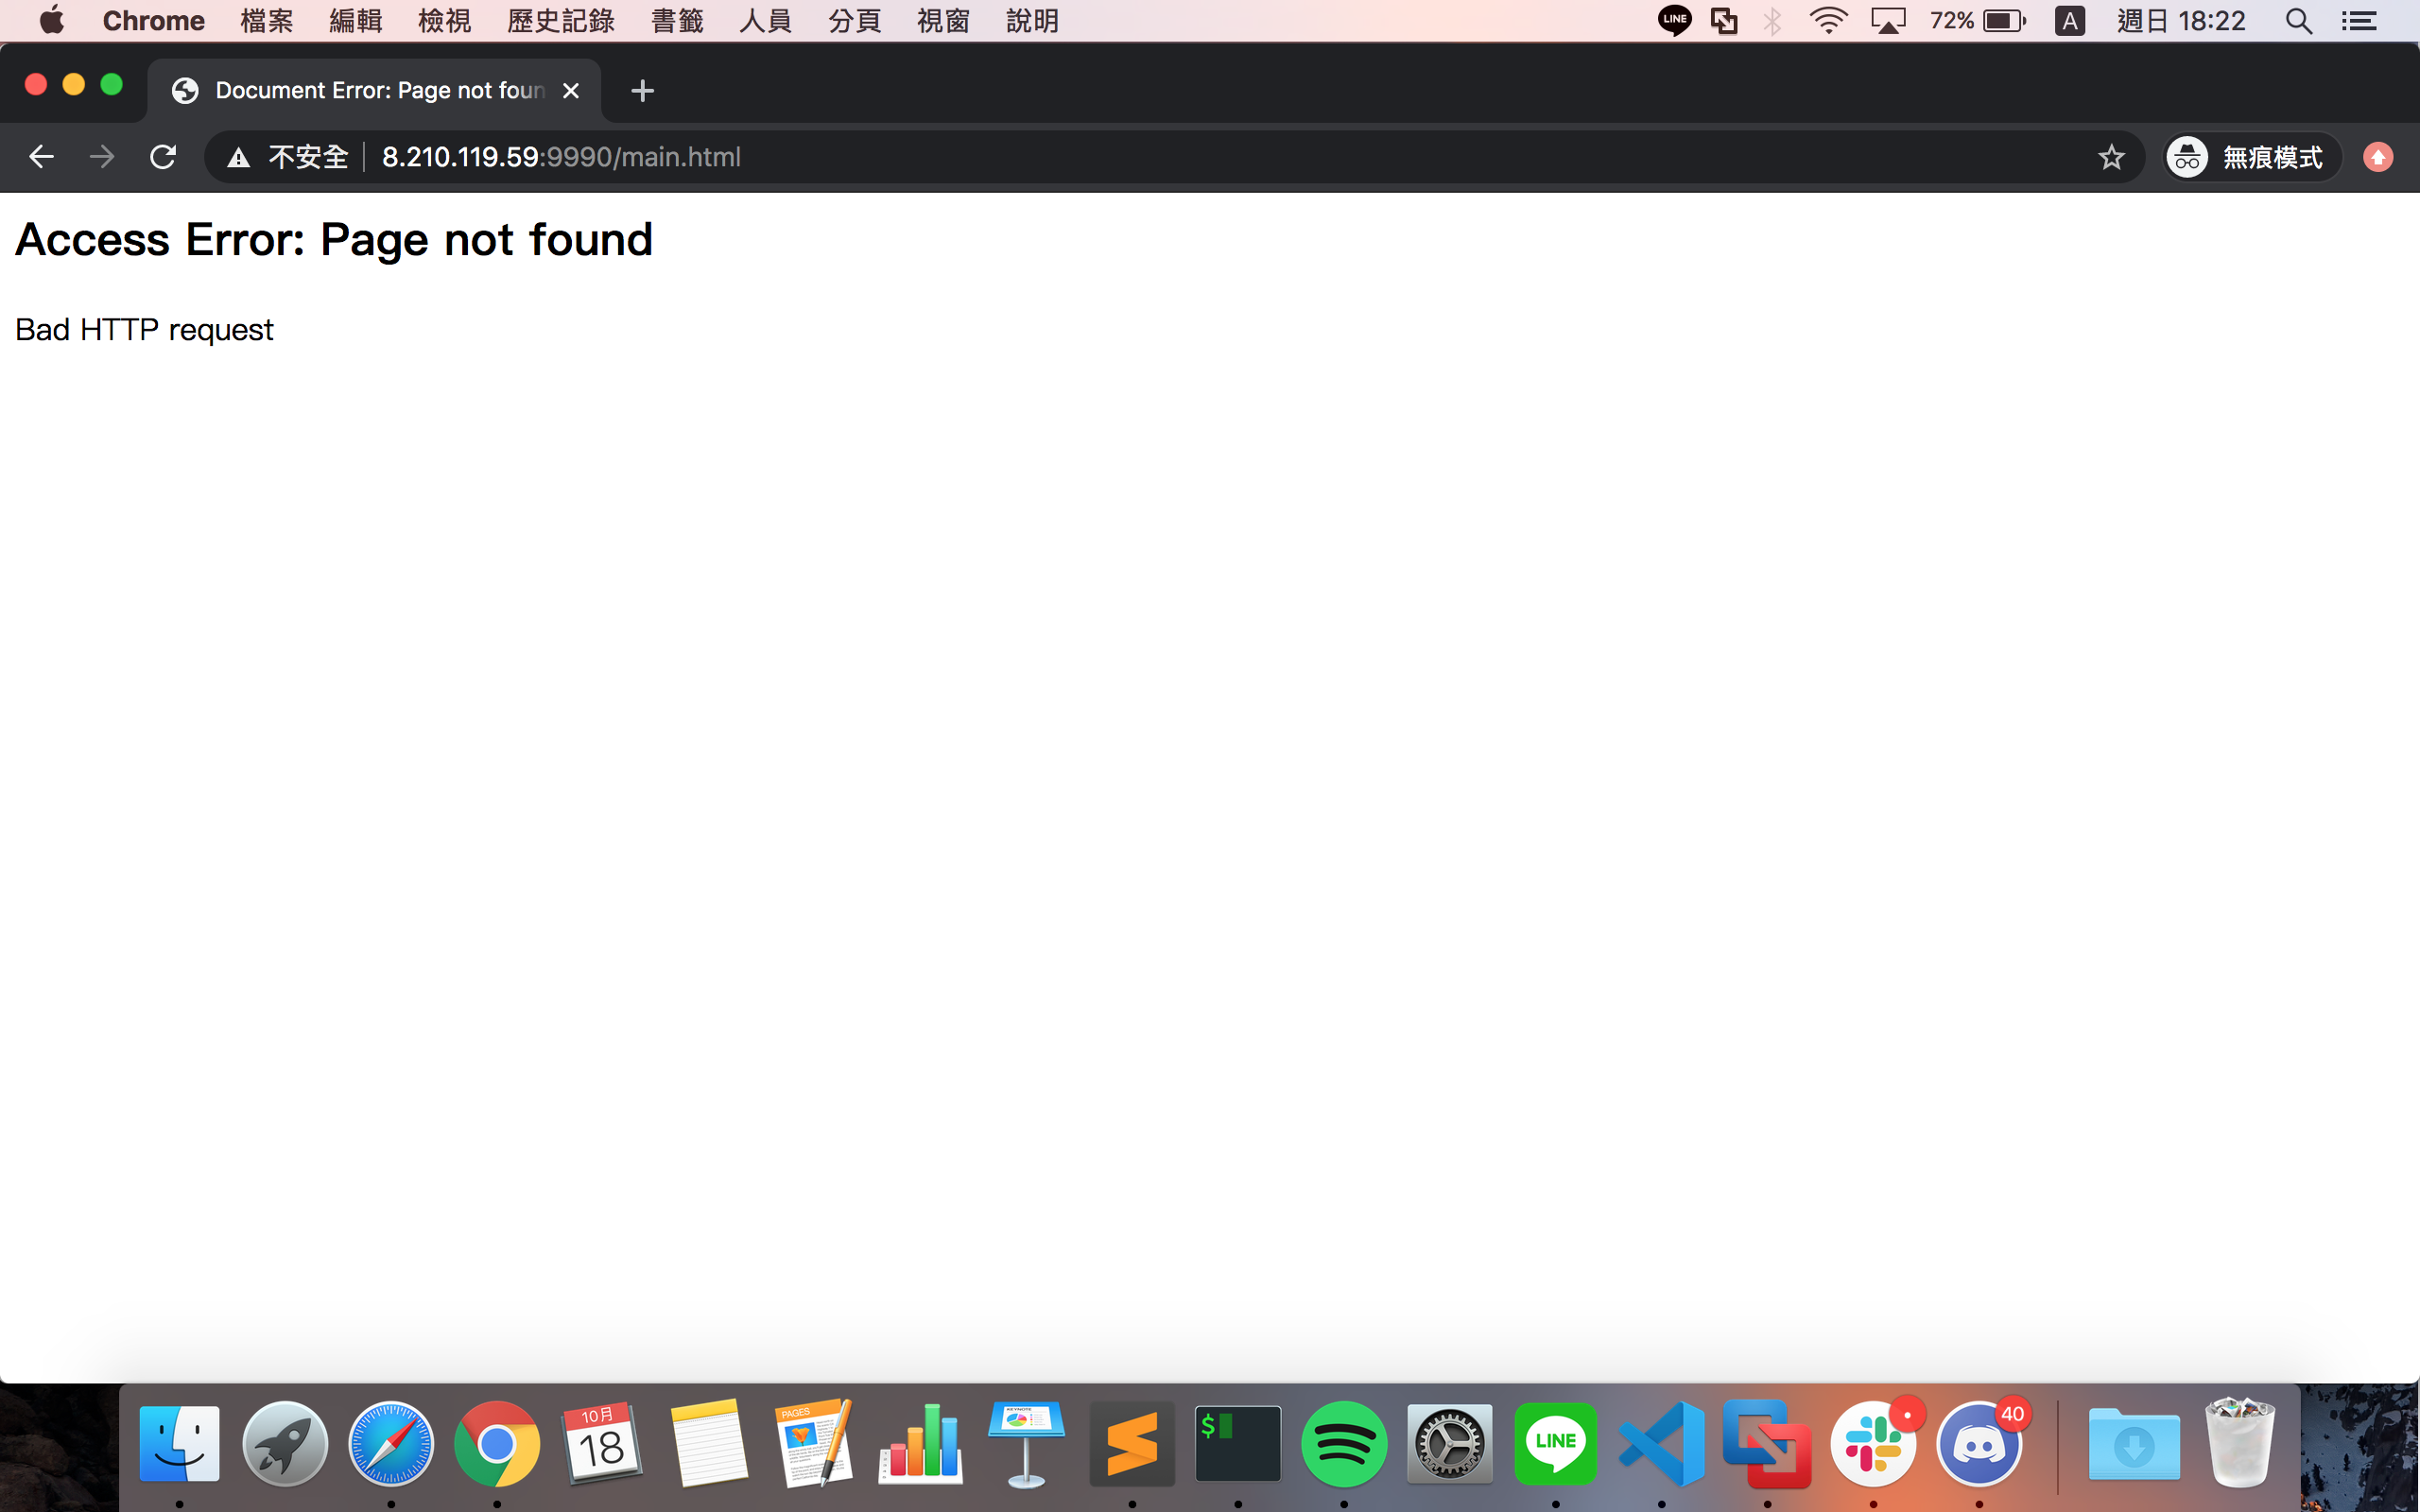 Chrome 檔案 編輯 檢視 歷史記錄 書籤 人員 分頁 視窗 說明 LINE 72% A 週日 18:22
Document Error: Page not foun
不安全 8.210.119.59:9990/main.html 無痕模式
Access Error: Page not found
Bad HTTP request
10月
18
PAGES
KEYNOTE
$
LINE
40